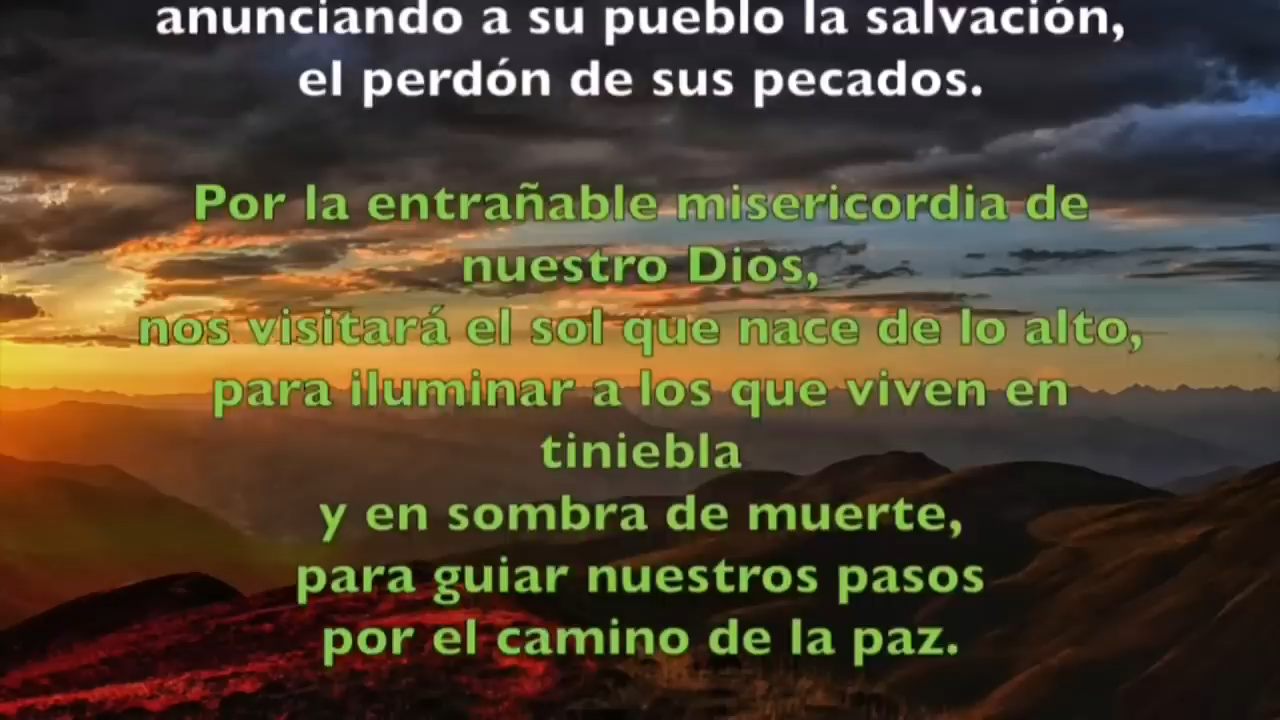 anunciando a su pueblo la salvación,
el perdón de sus pecados.
Por la entrañable misericordia de
nuestro Dios,
nos visitará el sol que nace de lo alto,
para iluminar a los que viven en
tiniebla
y en sombra de muerte,
para guiar nuestros pasos
por el camino de la paz.